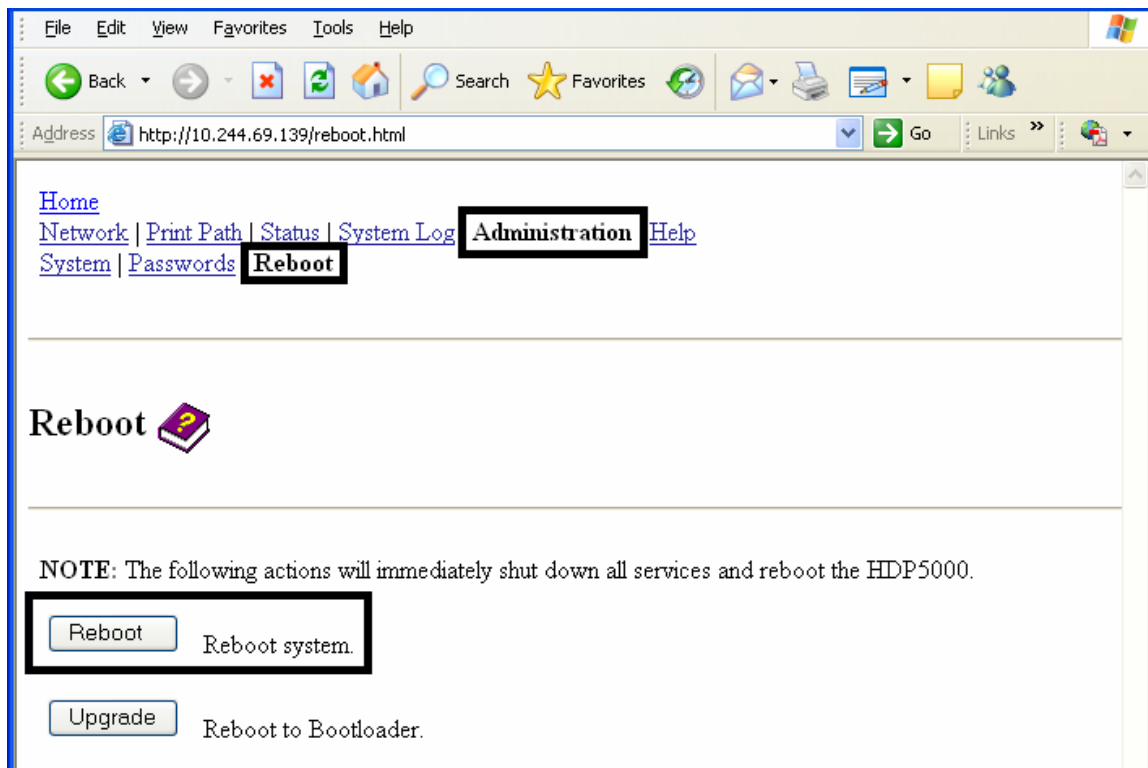 File Edit View Favorites Tools Help
Back Search Favorites
Address http://10.244.69.139/reboot.html Go Links »
Home
Network | Print Path | Status | System Log Administration Help
System | Passwords Reboot
Reboot ?
NOTE: The following actions will immediately shut down all services and reboot the HDP5000.
Reboot Reboot system.
Upgrade Reboot to Bootloader.